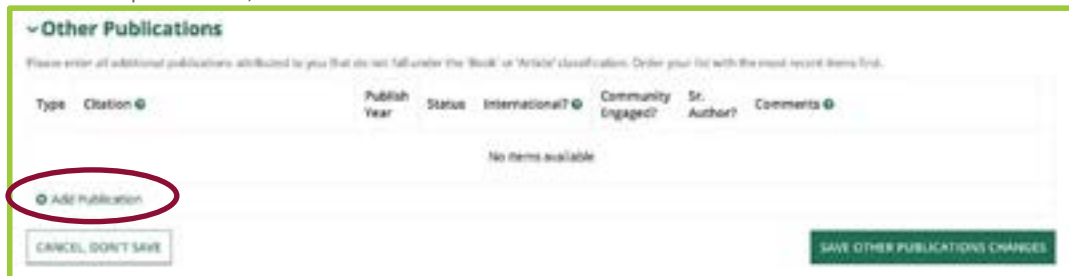 Other Publications
Please enter all additional publications attributed to you that do not fall under the 'Book' or 'Article' classification. Order your list with the most recent items first.
Type Citation Publish Year Status International? Community Engaged? Sr. Author? Comments
No items available
Add Publication
CANCEL, DON'T SAVE SAVE OTHER PUBLICATIONS CHANGES